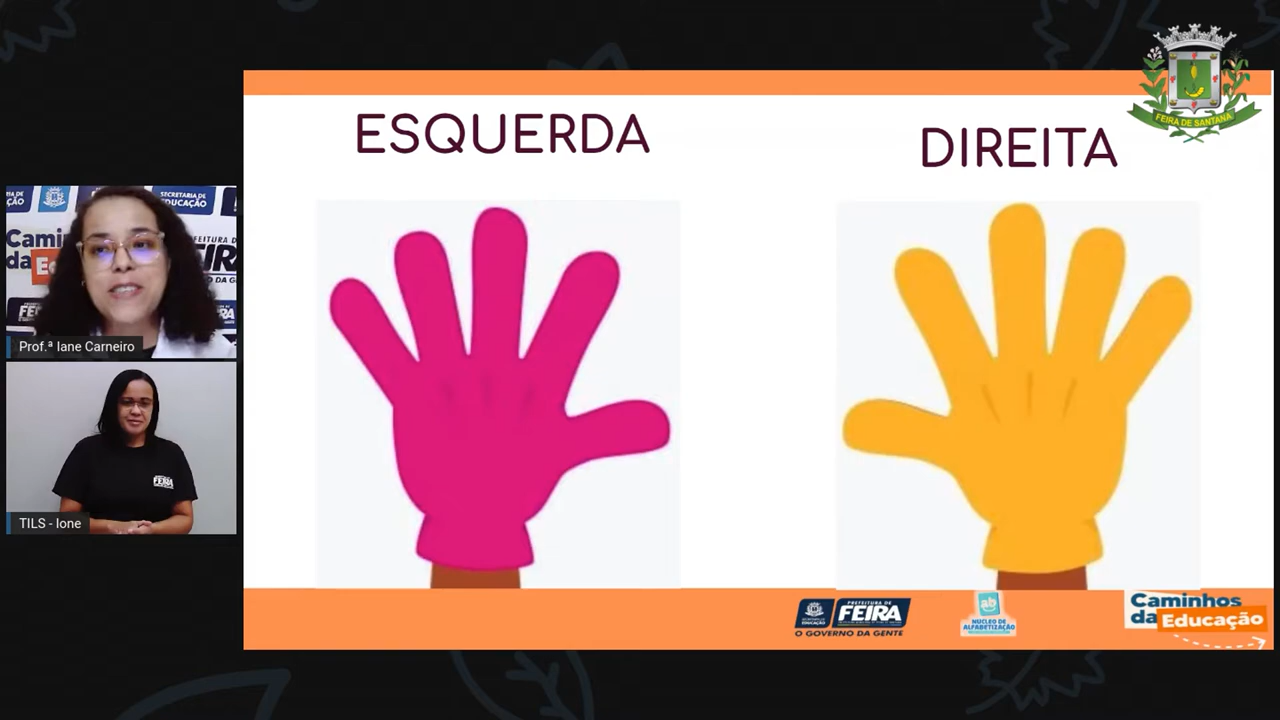 FEIRA DE SANTANA
ESQUERDA
DIREITA
SECRETARIA DE
EDUCAÇÃO
Prof.ª Iane Carneiro
FEIRA
TILS - Ione
PREFEITURA DE
FEIRA
O GOVERNO DA GENTE
ab
NÚCLEO DE
ALFABETIZAÇÃO
Caminhos
da Educação